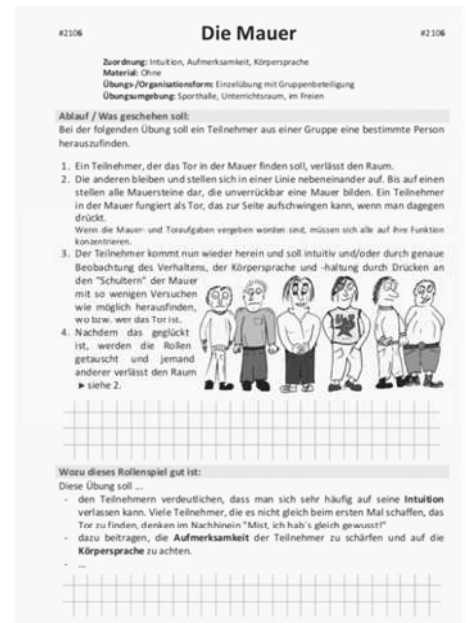 #2106 Die Mauer #2106
Zuordnung: Intuition, Aufmerksamkeit, Körpersprache
Material: Ohne
Übungs-/Organisationsform: Einzelübung mit Gruppenbeteiligung
Übungsumgebung: Sporthalle, Unterrichtsraum, im Freien
Ablauf / Was geschehen soll:
Bei der folgenden Übung soll ein Teilnehmer aus einer Gruppe eine bestimmte Person
herauszufinden.
1. Ein Teilnehmer, der das Tor in der Mauer finden soll, verlässt den Raum.
2. Die anderen bleiben und stellen sich in einer Linie nebeneinander auf. Bis auf einen
stellen alle Mauersteine dar, die unverrückbar eine Mauer bilden. Ein Teilnehmer
in der Mauer fungiert als Tor, das zur Seite aufschwingen kann, wenn man dagegen
drückt.
Wenn die Mauer- und Toraufgaben vergeben worden sind, müssen sich alle auf ihre Funktion
konzentrieren.
3. Der Teilnehmer kommt nun wieder herein und soll intuitiv und/oder durch genaue
Beobachtung des Verhaltens, der Körpersprache und -haltung durch Drücken an
den "Schultern" der Mauer
mit so wenigen Versuchen
wie möglich herausfinden,
wo bzw. wer das Tor ist.
4. Nachdem das geglückt
ist, werden die Rollen
getauscht und jemand
anderer verlässt den Raum
► siehe 2.
Wozu dieses Rollenspiel gut ist:
Diese Übung soll ...
- den Teilnehmern verdeutlichen, dass man sich sehr häufig auf seine Intuition
verlassen kann. Viele Teilnehmer, die es nicht gleich beim ersten Mal schaffen, das
Tor zu finden, denken im Nachhinein "Mist, ich hab´s gleich gewusst!"
- dazu beitragen, die Aufmerksamkeit der Teilnehmer zu schärfen und auf die
Körpersprache zu achten.
- ...